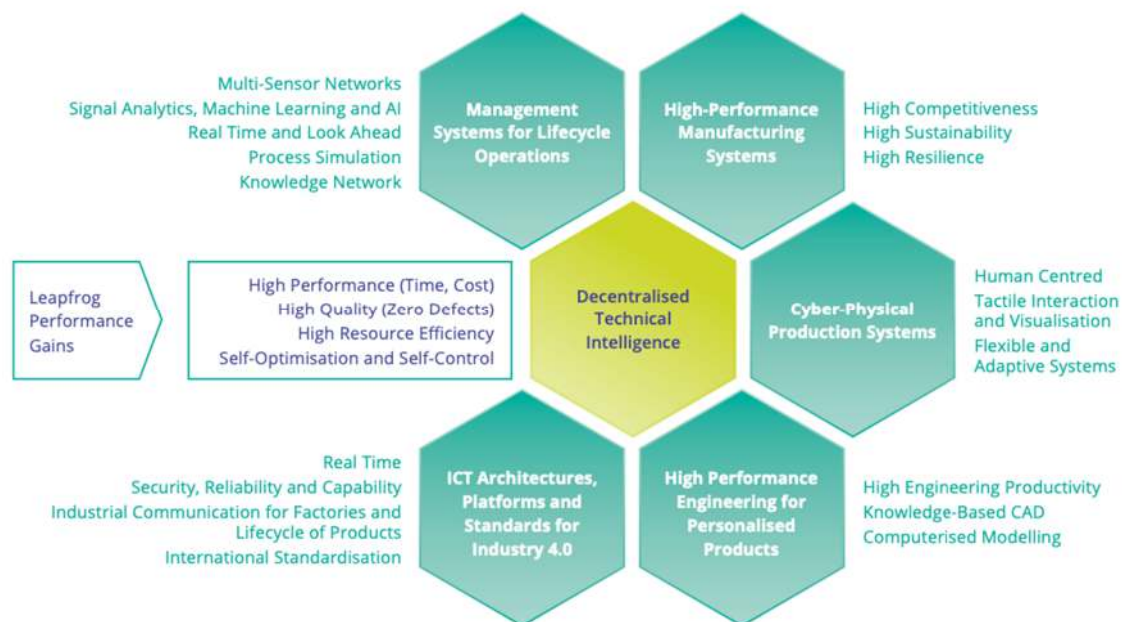 Multi-Sensor Networks
Signal Analytics, Machine Learning and AI
Real Time and Look Ahead
Process Simulation
Knowledge Network
Management
Systems for Lifecycle
Operations
High-Performance
Manufacturing
Systems
High Competitiveness
High Sustainability
High Resilience
Leapfrog
Performance
Gains
High Performance (Time, Cost)
High Quality (Zero Defects)
High Resource Efficiency
Self-Optimisation and Self-Control
Decentralised
Technical
Intelligence
Cyber-Physical
Production Systems
Human Centred
Tactile Interaction
and Visualisation
Flexible and
Adaptive Systems
Real Time
Security, Reliability and Capability
Industrial Communication for Factories and
Lifecycle of Products
International Standardisation
ICT Architectures,
Platforms and
Standards for
Industry 4.0
High Performance
Engineering for
Personalised
Products
High Engineering Productivity
Knowledge-Based CAD
Computerised Modelling